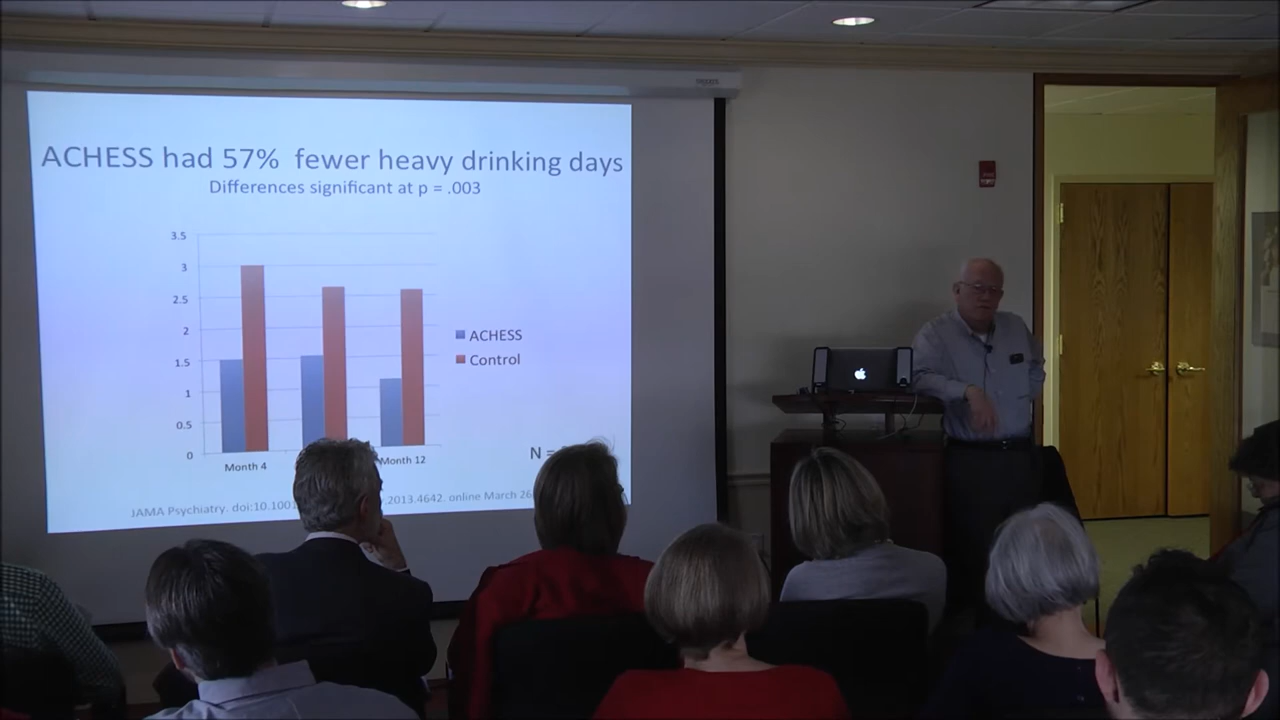 ACHESS had 57% fewer heavy drinking days
Differences significant at p = .003
3.5
3
2.5
2
1.5
1
0.5
0
ACHESS
Control
Month 4
Month 12
N =
JAMA Psychiatry. doi:10.1001 .2013.4642. online March 26